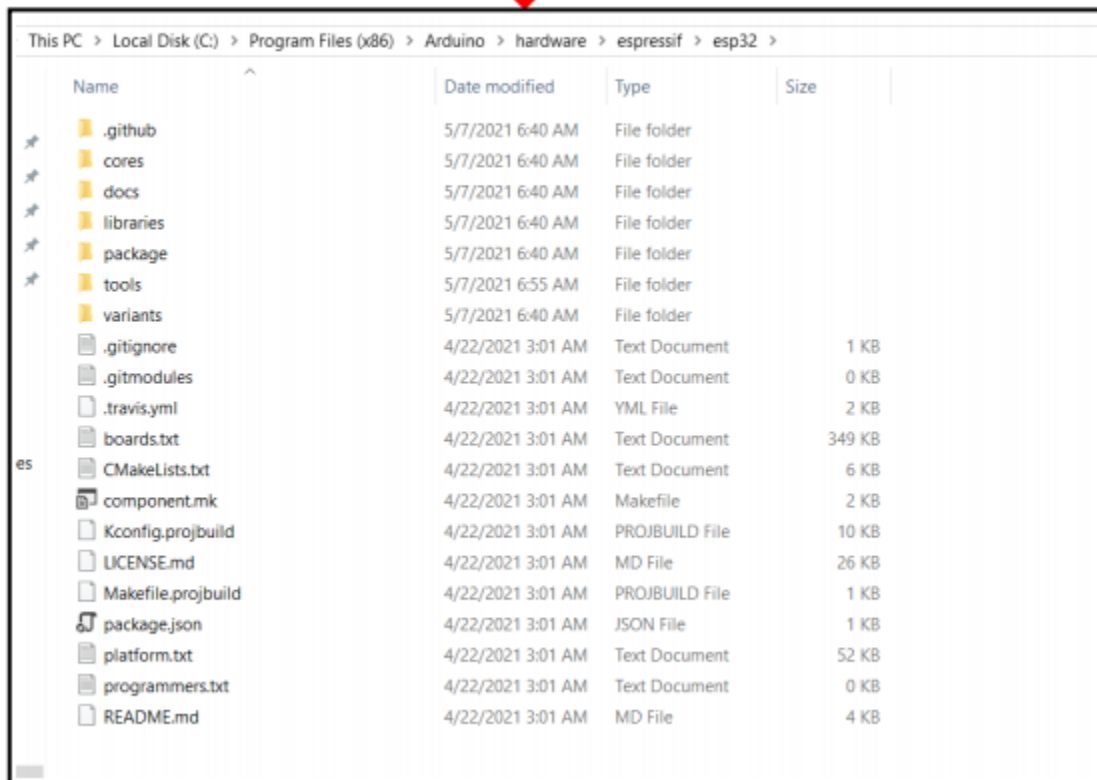 This PC > Local Disk (C:) > Program Files (x86) > Arduino > hardware > espressif > esp32 >
Name Date modified Type Size
.github 5/7/2021 6:40 AM File folder
cores 5/7/2021 6:40 AM File folder
docs 5/7/2021 6:40 AM File folder
libraries 5/7/2021 6:40 AM File folder
package 5/7/2021 6:40 AM File folder
tools 5/7/2021 6:55 AM File folder
variants 5/7/2021 6:40 AM File folder
.gitignore 4/22/2021 3:01 AM Text Document 1 KB
.gitmodules 4/22/2021 3:01 AM Text Document 0 KB
.travis.yml 4/22/2021 3:01 AM YML File 2 KB
boards.txt 4/22/2021 3:01 AM Text Document 349 KB
es CMakeLists.txt 4/22/2021 3:01 AM Text Document 6 KB
component.mk 4/22/2021 3:01 AM Makefile 2 KB
Kconfig.projbuild 4/22/2021 3:01 AM PROJBUILD File 10 KB
LICENSE.md 4/22/2021 3:01 AM MD File 26 KB
Makefile.projbuild 4/22/2021 3:01 AM PROJBUILD File 1 KB
package.json 4/22/2021 3:01 AM JSON File 1 KB
platform.txt 4/22/2021 3:01 AM Text Document 52 KB
programmers.txt 4/22/2021 3:01 AM Text Document 0 KB
README.md 4/22/2021 3:01 AM MD File 4 KB